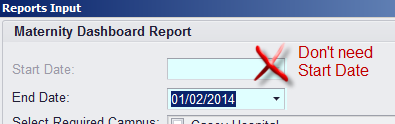 Reports Input
Maternity Dashboard Report
Start Date:
Don't need
Start Date
End Date:
01/02/2014
Select Required Campus:
Casey Hospital